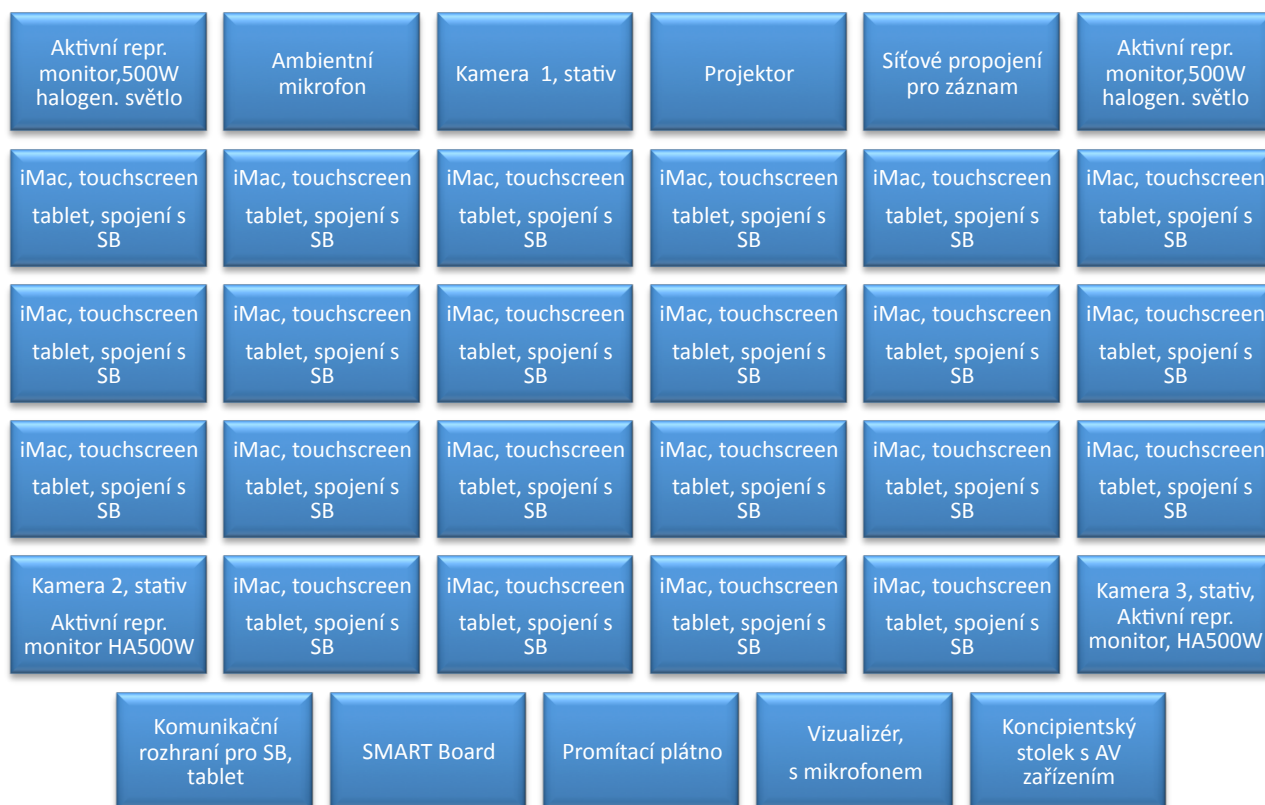 Aktivní repr.
monitor,500W
halogen. světlo
Ambientní
mikrofon
Kamera 1, stativ
Projektor
Síťové propojení
pro záznam
Aktivní repr.
monitor,500W
halogen. světlo
iMac, touchscreen
tablet, spojení s
SB
iMac, touchscreen
tablet, spojení s
SB
iMac, touchscreen
tablet, spojení s
SB
iMac, touchscreen
tablet, spojení s
SB
iMac, touchscreen
tablet, spojení s
SB
iMac, touchscreen
tablet, spojení s
SB
iMac, touchscreen
tablet, spojení s
SB
iMac, touchscreen
tablet, spojení s
SB
iMac, touchscreen
tablet, spojení s
SB
iMac, touchscreen
tablet, spojení s
SB
iMac, touchscreen
tablet, spojení s
SB
iMac, touchscreen
tablet, spojení s
SB
iMac, touchscreen
tablet, spojení s
SB
iMac, touchscreen
tablet, spojení s
SB
iMac, touchscreen
tablet, spojení s
SB
iMac, touchscreen
tablet, spojení s
SB
iMac, touchscreen
tablet, spojení s
SB
iMac, touchscreen
tablet, spojení s
SB
Kamera 2, stativ
Aktivní repr.
monitor HA500W
iMac, touchscreen
tablet, spojení s
SB
iMac, touchscreen
tablet, spojení s
SB
iMac, touchscreen
tablet, spojení s
SB
iMac, touchscreen
tablet, spojení s
SB
Kamera 3, stativ,
Aktivní repr.
monitor, HA500W
Komunikační
rozhraní pro SB,
tablet
SMART Board
Promítací plátno
Vizualizér,
s mikrofonem
Koncipientský
stolek s AV
zařízením